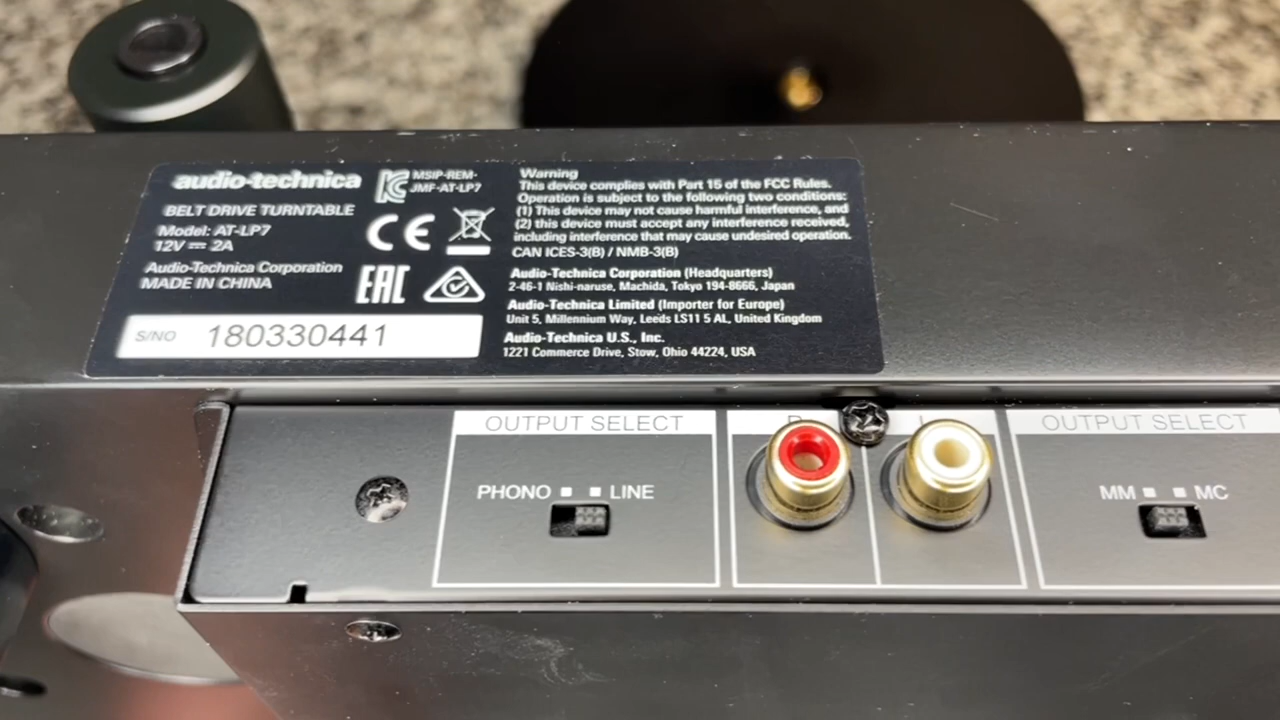 audio-technica
BELT DRIVE TURNTABLE
Model: AT-LP7
12V 2A
Audio-Technica Corporation
MADE IN CHINA
S/NO 180330441
MSIP-REM-
JMF-AT-LP7
CE
EAC
Warning
This device complies with Part 15 of the FCC Rules.
Operation is subject to the following two conditions:
(1) This device may not cause harmful interference, and
(2) this device must accept any interference received,
including interference that may cause undesired operation.
CAN ICES-3(B) / NMB-3(B)
Audio-Technica Corporation (Headquarters)
2-46-1 Nishi-naruse, Machida, Tokyo 194-8666, Japan
Audio-Technica Limited (Importer for Europe)
Unit 5, Millennium Way, Leeds LS11 5 AL, United Kingdom
Audio-Technica U.S., Inc.
1221 Commerce Drive, Stow, Ohio 44224, USA
OUTPUT SELECT
PHONO LINE
OUTPUT SELECT
MM MC